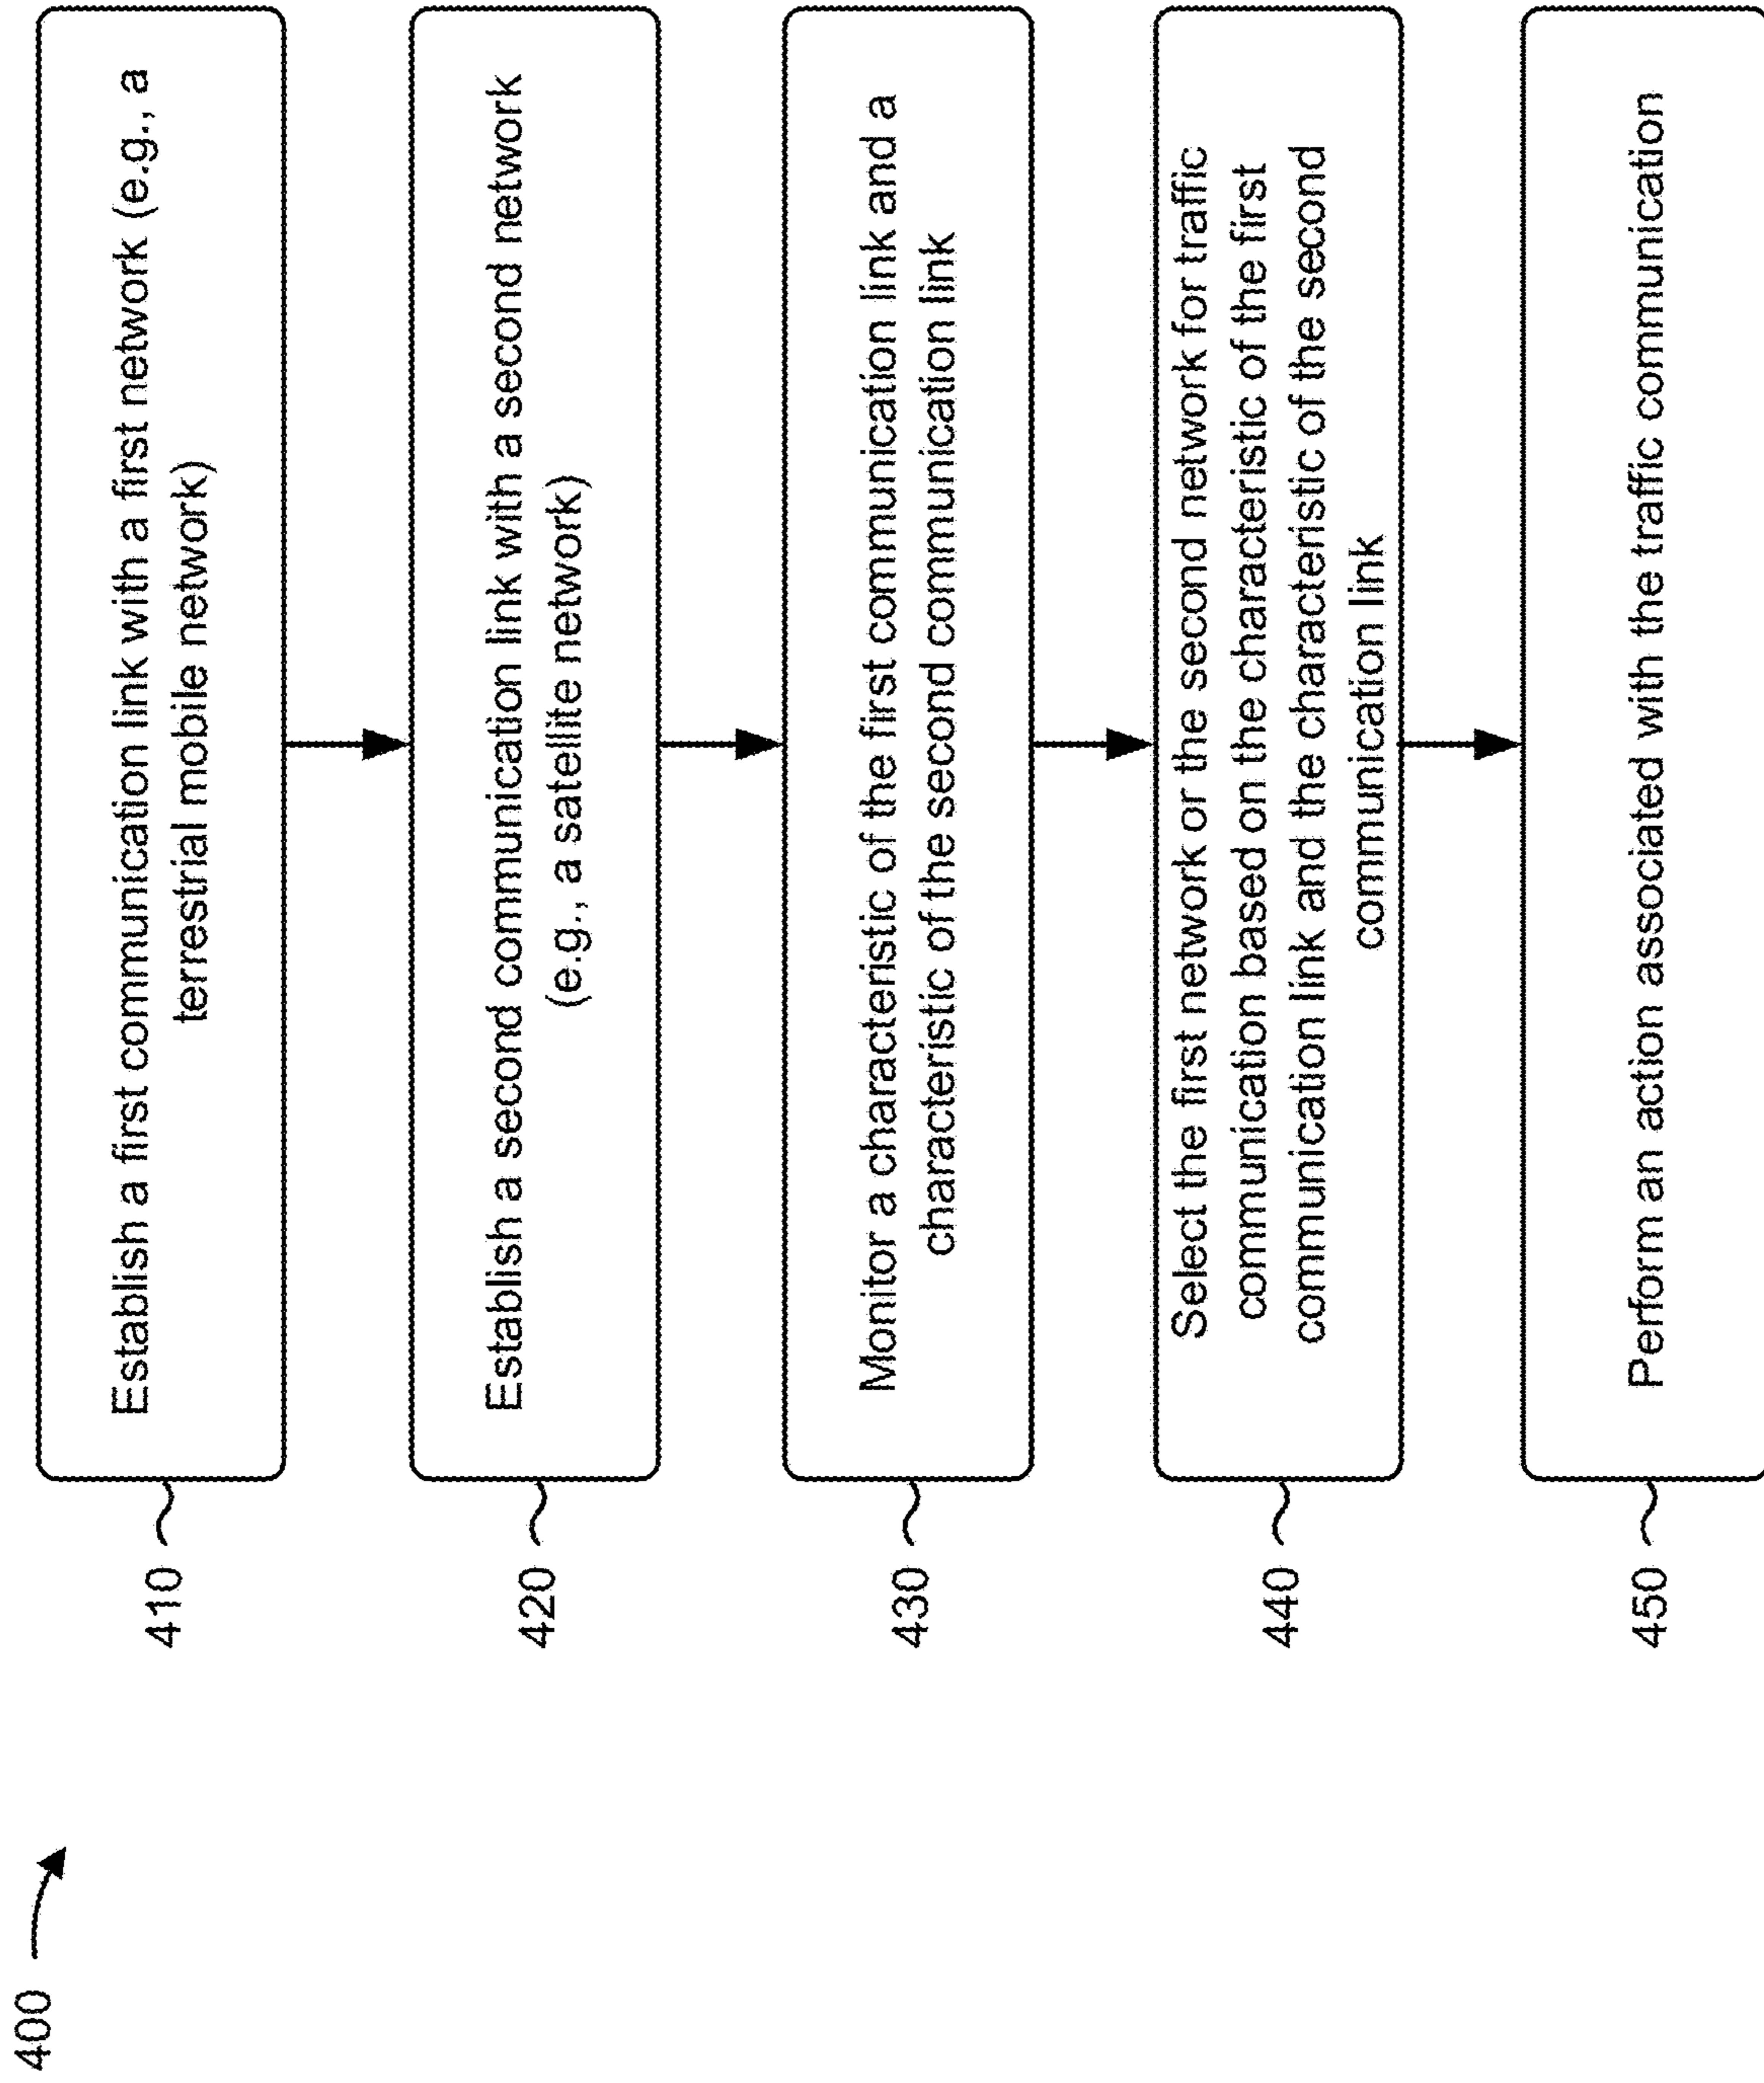 400
410
Establish a first communication link with a first network (e.g., a
terrestrial mobile network)
420
Establish a second communication link with a second network
(e.g., a satellite network)
430
Monitor a characteristic of the first communication link and a
characteristic of the second communication link
440
Select the first network or the second network for traffic
communication based on the characteristic of the first
communication link and the characteristic of the second
communication link
450
Perform an action associated with the traffic communication